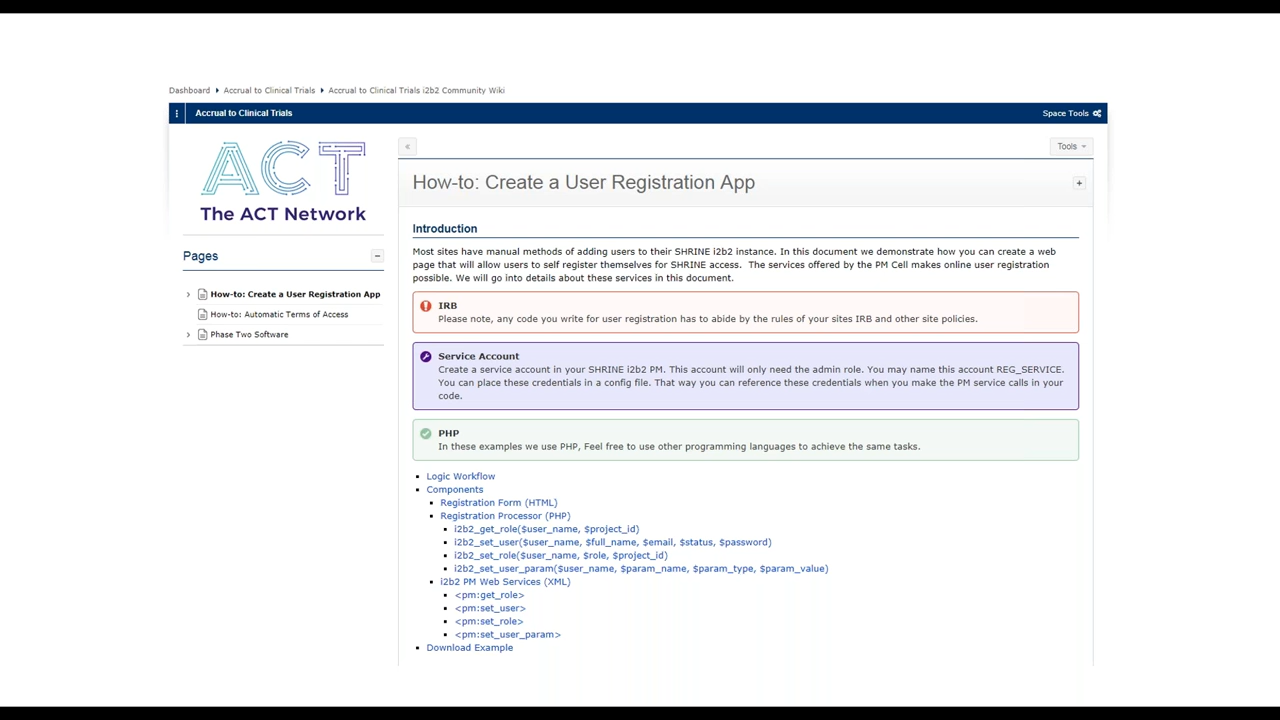 Dashboard Accrual to Clinical Trials Accrual to Clinical Trials i2b2 Community Wiki
Accrual to Clinical Trials
Space Tools
ACT
The ACT Network
Pages
How-to: Create a User Registration App
How-to: Automatic Terms of Access
Phase Two Software
Tools
How-to: Create a User Registration App
Introduction
Most sites have manual methods of adding users to their SHRINE i2b2 instance. In this document we demonstrate how you can create a web
page that will allow users to self register themselves for SHRINE access. The services offered by the PM Cell makes online user registration
possible. We will go into details about these services in this document.
IRB
Please note, any code you write for user registration has to abide by the rules of your sites IRB and other site policies.
Service Account
Create a service account in your SHRINE i2b2 PM. This account will only need the admin role. You may name this account REG_SERVICE.
You can place these credentials in a config file. That way you can reference these credentials when you make the PM service calls in your
code.
PHP
In these examples we use PHP, Feel free to use other programming languages to achieve the same tasks.
Logic Workflow
Components
Registration Form (HTML)
Registration Processor (PHP)
i2b2_get_role($user_name, $project_id)
i2b2_set_user($user_name, $full_name, $email, $status, $password)
i2b2_set_role($user_name, $role, $project_id)
i2b2_set_user_param($user_name, $param_name, $param_type, $param_value)
i2b2 PM Web Services (XML)
<pm:get_role>
<pm:set_user>
<pm:set_role>
<pm:set_user_param>
Download Example